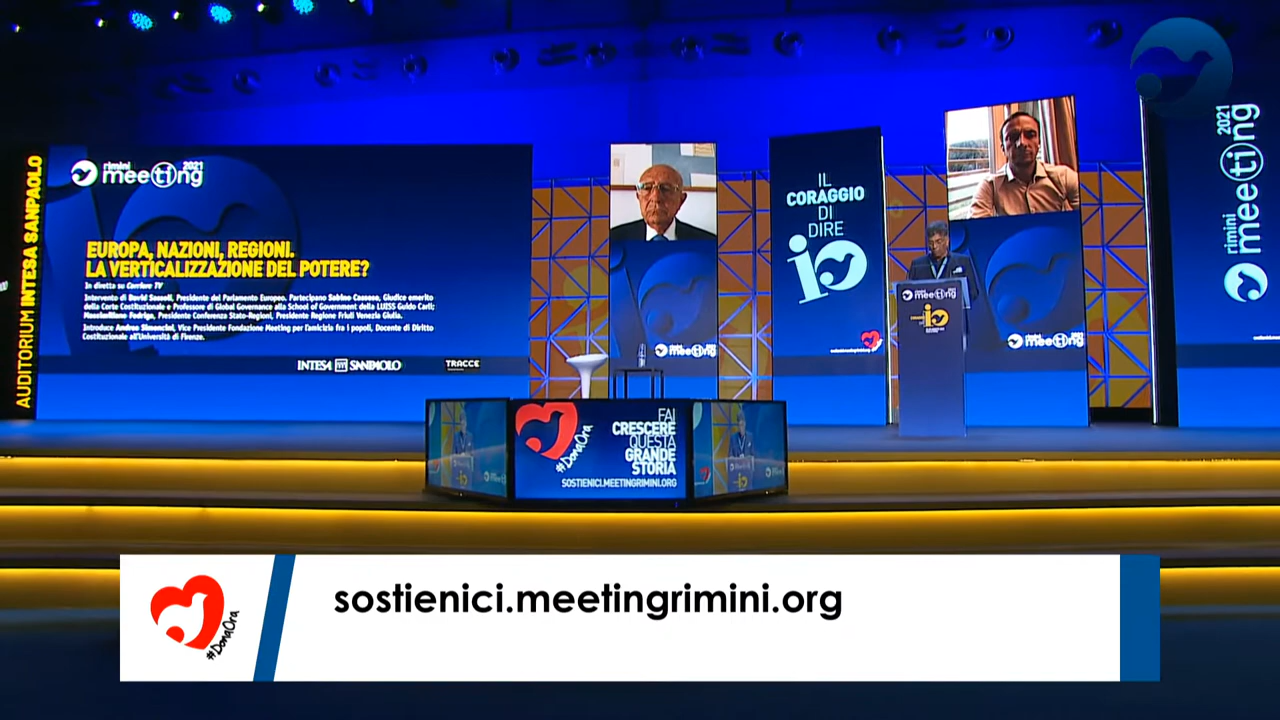 AUDITORIUM INTESA SANPAOLO
rimini
meeting
2021
EUROPA, NAZIONI, REGIONI.
LA VERTICALIZZAZIONE DEL POTERE?
In diretta su Corriere TV
Intervento di David Sassoli, Presidente del Parlamento Europeo. Partecipano Sabino Cassese, Giudice emerito
della Corte Costituzionale e Professore di Global Governance alla School of Government della LUISS Guido Carli;
Massimiliano Fedriga, Presidente Conferenza Stato-Regioni, Presidente Regione Friuli Venezia Giulia.
Introduce Andrea Simoncini, Vice Presidente Fondazione Meeting per l'amicizia fra i popoli, Docente di Diritto
Costituzionale all'Università di Firenze.
INTESA SANPAOLO
TRACCE
meeting
IL
CORAGGIO
DI
DIRE
iO
meeting
iO
meeting
rimini
meeting
2021
#DonaOra
FAI
CRESCERE
QUESTA
GRANDE
STORIA
SOSTIENICI.MEETINGRIMINI.ORG
#DonaOra
sostienici.meetingrimini.org